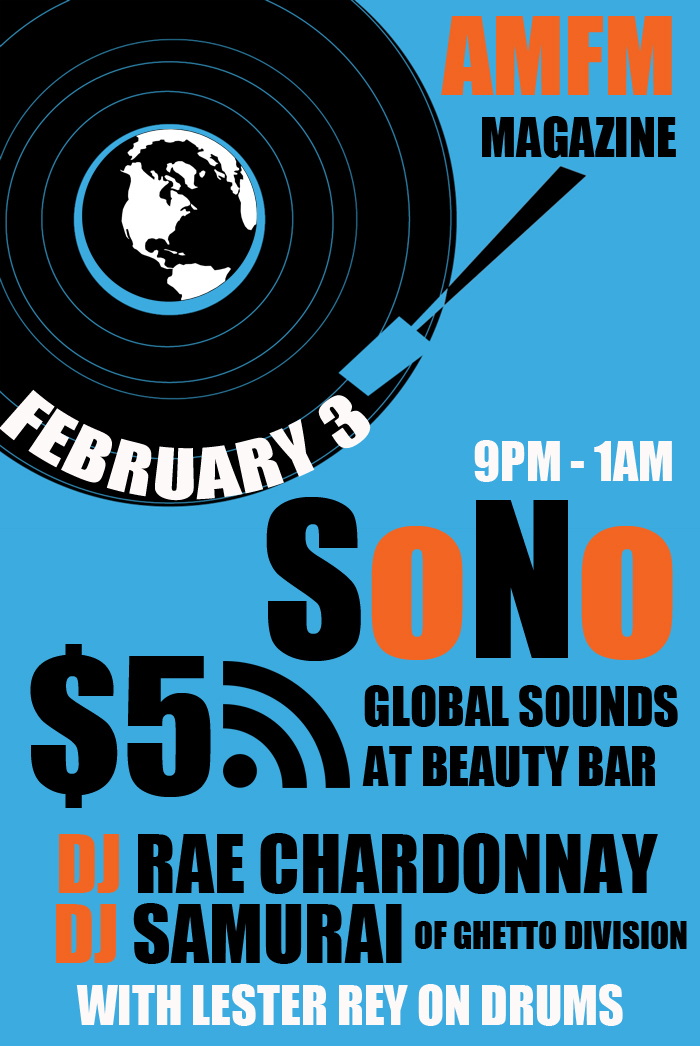 AMFM
MAGAZINE
FEBRUARY 3
9PM - 1AM
SoNo
$5
GLOBAL SOUNDS
AT BEAUTY BAR
DJ RAE CHARDONNAY
DJ SAMURAI OF GHETTO DIVISION
WITH LESTER REY ON DRUMS